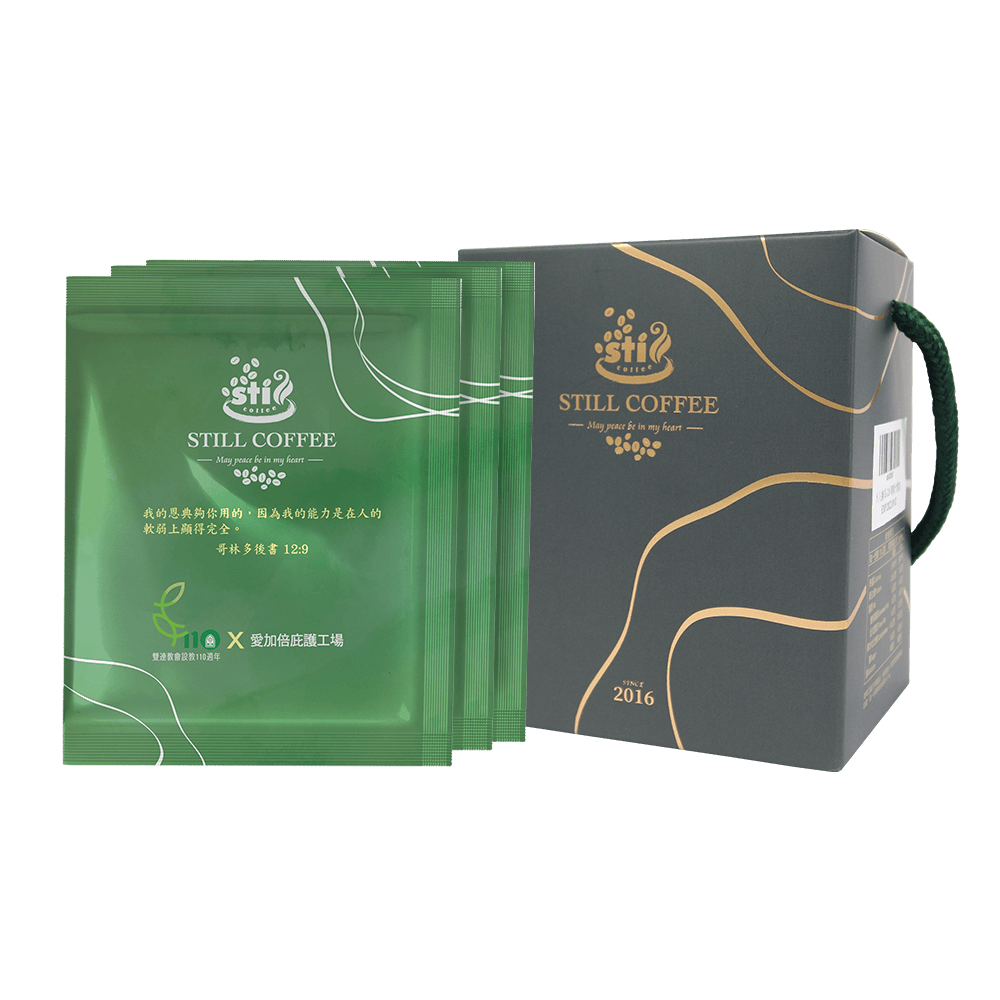 sti
coffee
STILL COFFEE
May peace be in my heart
我的恩典夠你用的，因為我的能力是在人的
軟弱上顯得完全。
哥林多後書 12:9
110 X 愛加倍庇護工場
雙連教會設教110週年
still
coffee
STILL COFFEE
May peace be in my heart
SINCE
2016